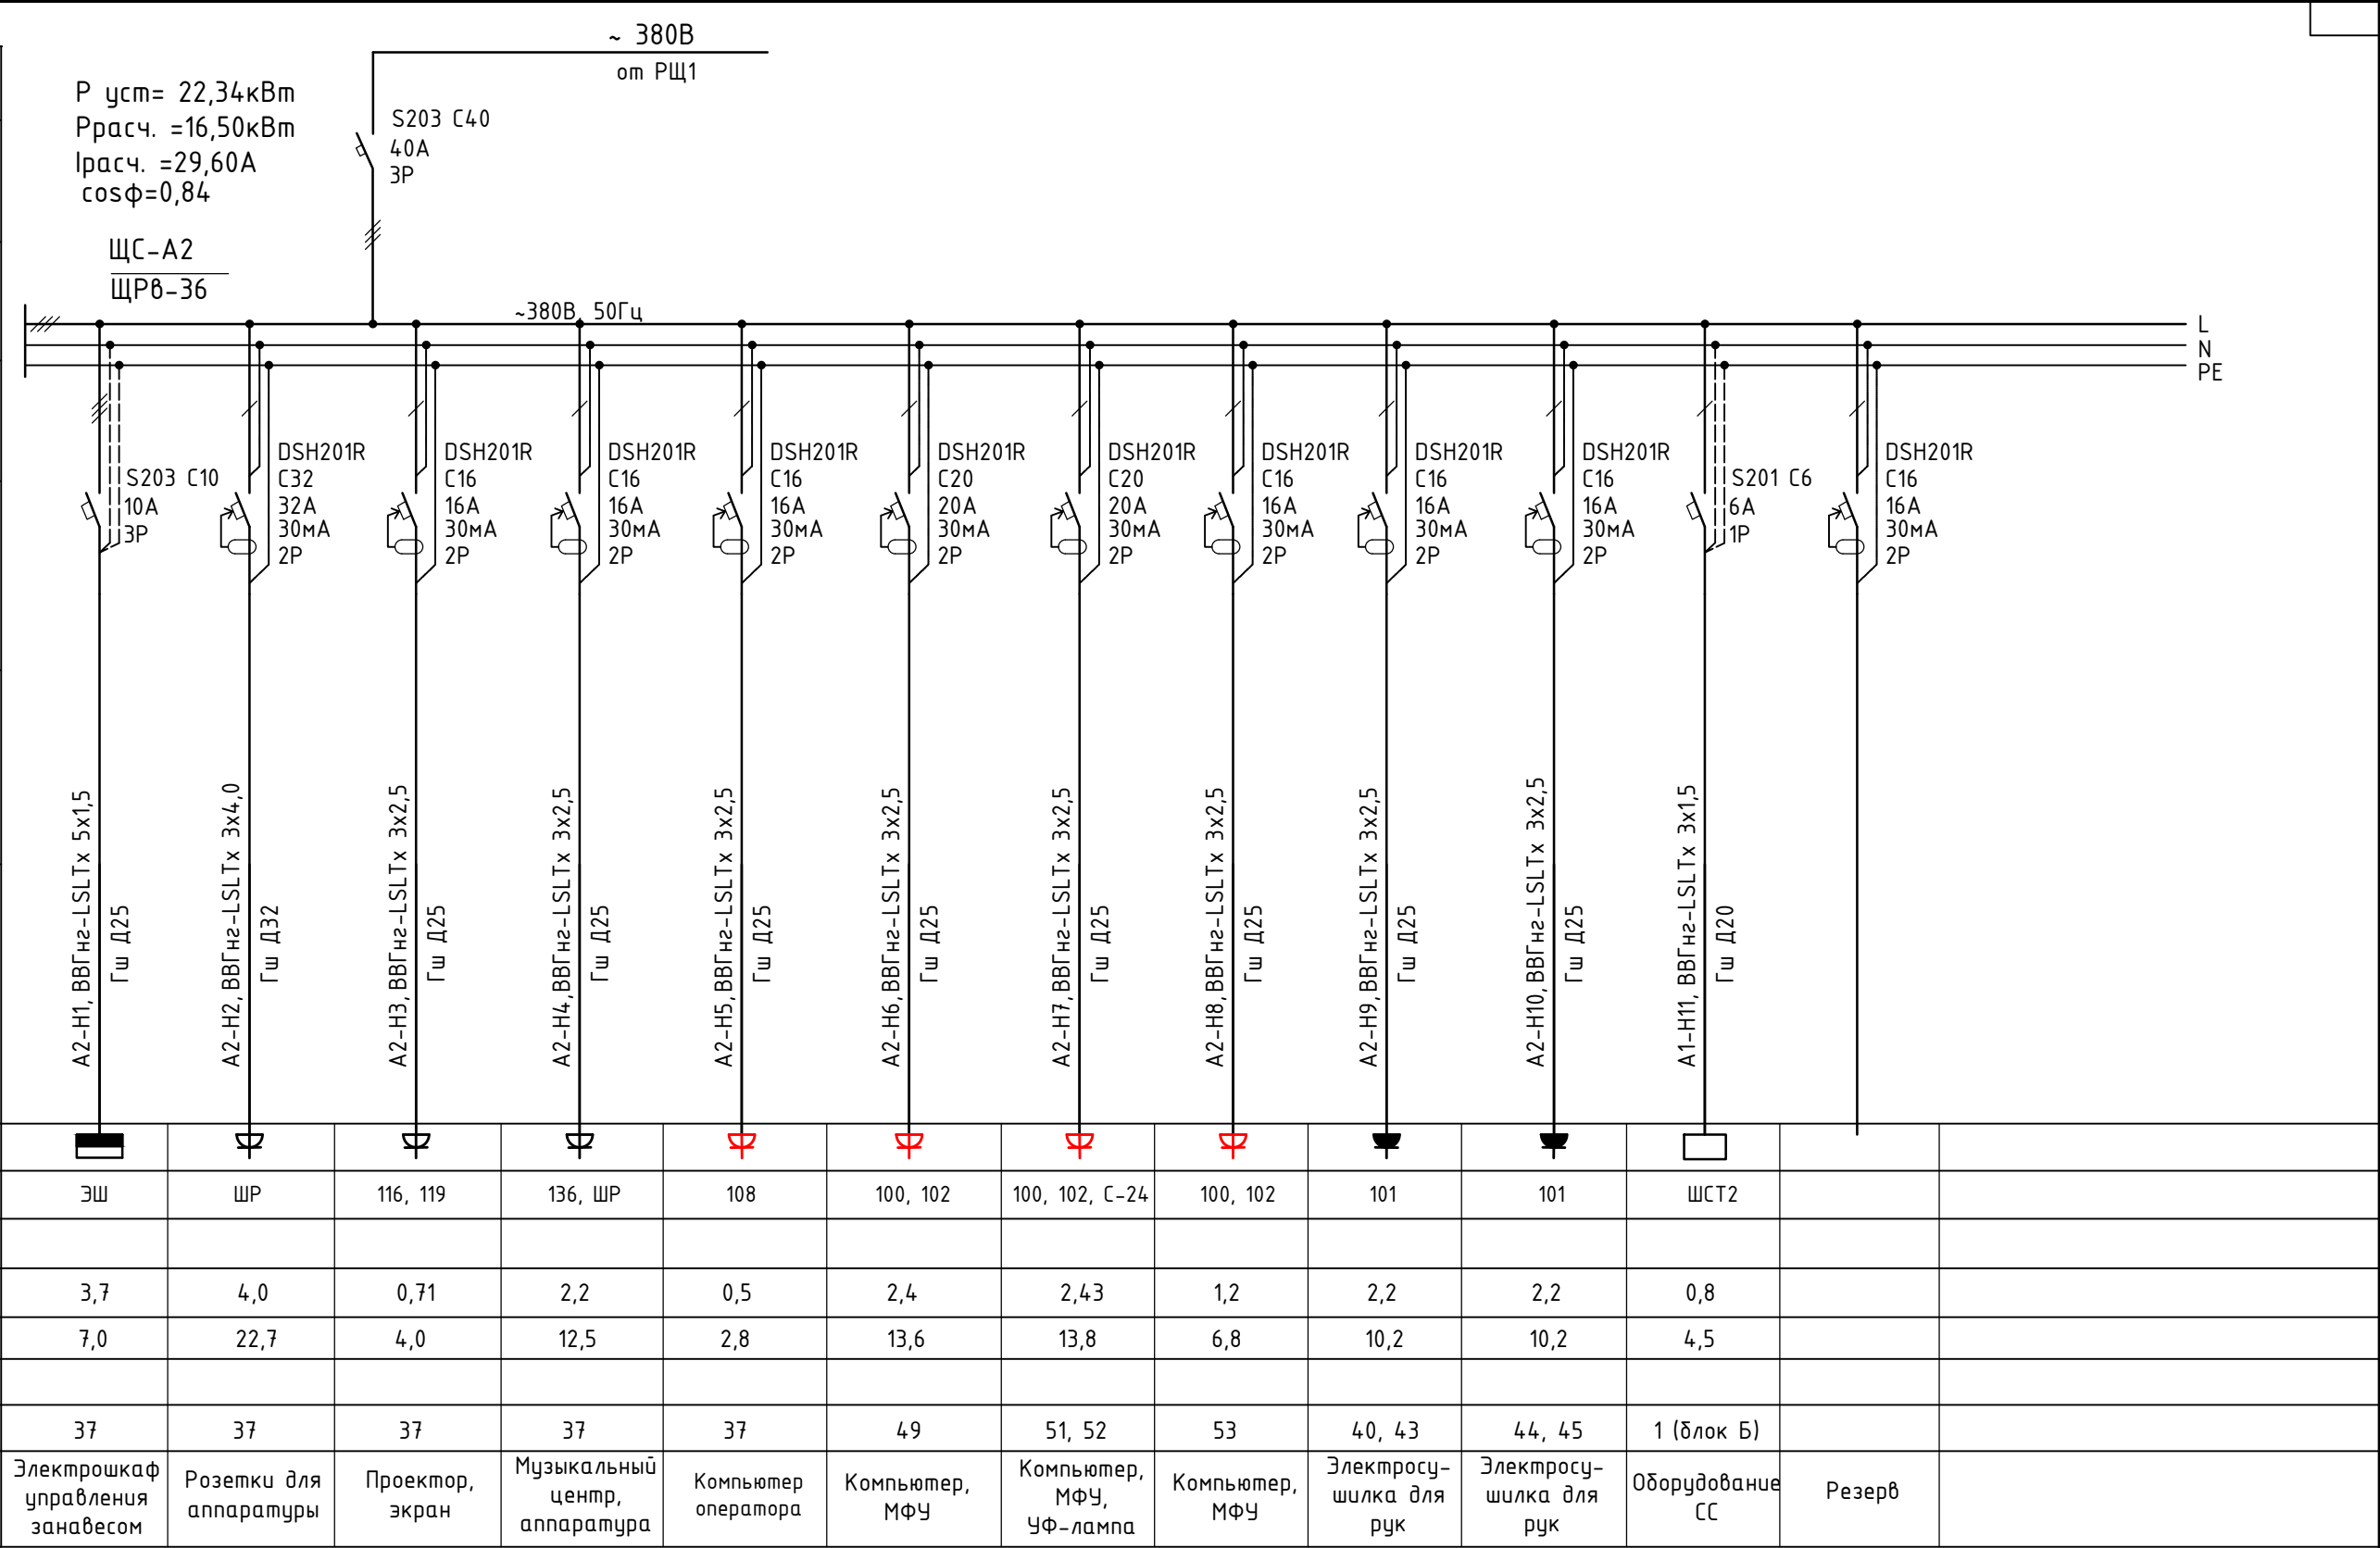 ~ 380В
от РЩ1
Р уст= 22,34кВт
Ррасч. =16,50кВт
Iрасч. =29,60А
cosφ=0,84
S203 C40
40А
3Р
ЩС-А2
ЩРв-36
~380В, 50Гц
L
N
PE
S203 C10
10А
3Р
DSH201R
C32
32А
30мА
2Р
DSH201R
C16
16А
30мА
2Р
DSH201R
C16
16А
30мА
2Р
DSH201R
C16
16А
30мА
2Р
DSH201R
C20
20А
30мА
2Р
DSH201R
C20
20А
30мА
2Р
DSH201R
C16
16А
30мА
2Р
DSH201R
C16
16А
30мА
2Р
DSH201R
C16
16А
30мА
2Р
S201 C6
6А
1Р
DSH201R
C16
16А
30мА
2Р
А2-Н1, ВВГнг-LSLTx 5х1,5
Гш Д25
А2-Н2, ВВГнг-LSLTx 3х4,0
Гш Д32
А2-Н3, ВВГнг-LSLTx 3х2,5
Гш Д25
А2-Н4, ВВГнг-LSLTx 3х2,5
Гш Д25
А2-Н5, ВВГнг-LSLTx 3х2,5
Гш Д25
А2-Н6, ВВГнг-LSLTx 3х2,5
Гш Д25
А2-Н7, ВВГнг-LSLTx 3х2,5
Гш Д25
А2-Н8, ВВГнг-LSLTx 3х2,5
Гш Д25
А2-Н9, ВВГнг-LSLTx 3х2,5
Гш Д25
А2-Н10, ВВГнг-LSLTx 3х2,5
Гш Д25
А1-Н11, ВВГнг-LSLTx 3х1,5
Гш Д20
ЭШ ШР 116, 119 136, ШР 108 100, 102 100, 102, С-24 100, 102 101 101 ШСТ2
3,7 4,0 0,71 2,2 0,5 2,4 2,43 1,2 2,2 2,2 0,8
7,0 22,7 4,0 12,5 2,8 13,6 13,8 6,8 10,2 10,2 4,5
37 37 37 37 37 49 51, 52 53 40, 43 44, 45 1 (блок Б)
Электрошкаф
управления
занавесом
Розетки для
аппаратуры
Проектор,
экран
Музыкальный
центр,
аппаратура
Компьютер
оператора
Компьютер,
МФУ
Компьютер,
МФУ,
УФ-лампа
Компьютер,
МФУ
Электросу-
шилка для
рук
Электросу-
шилка для
рук
Оборудование
СС
Резерв